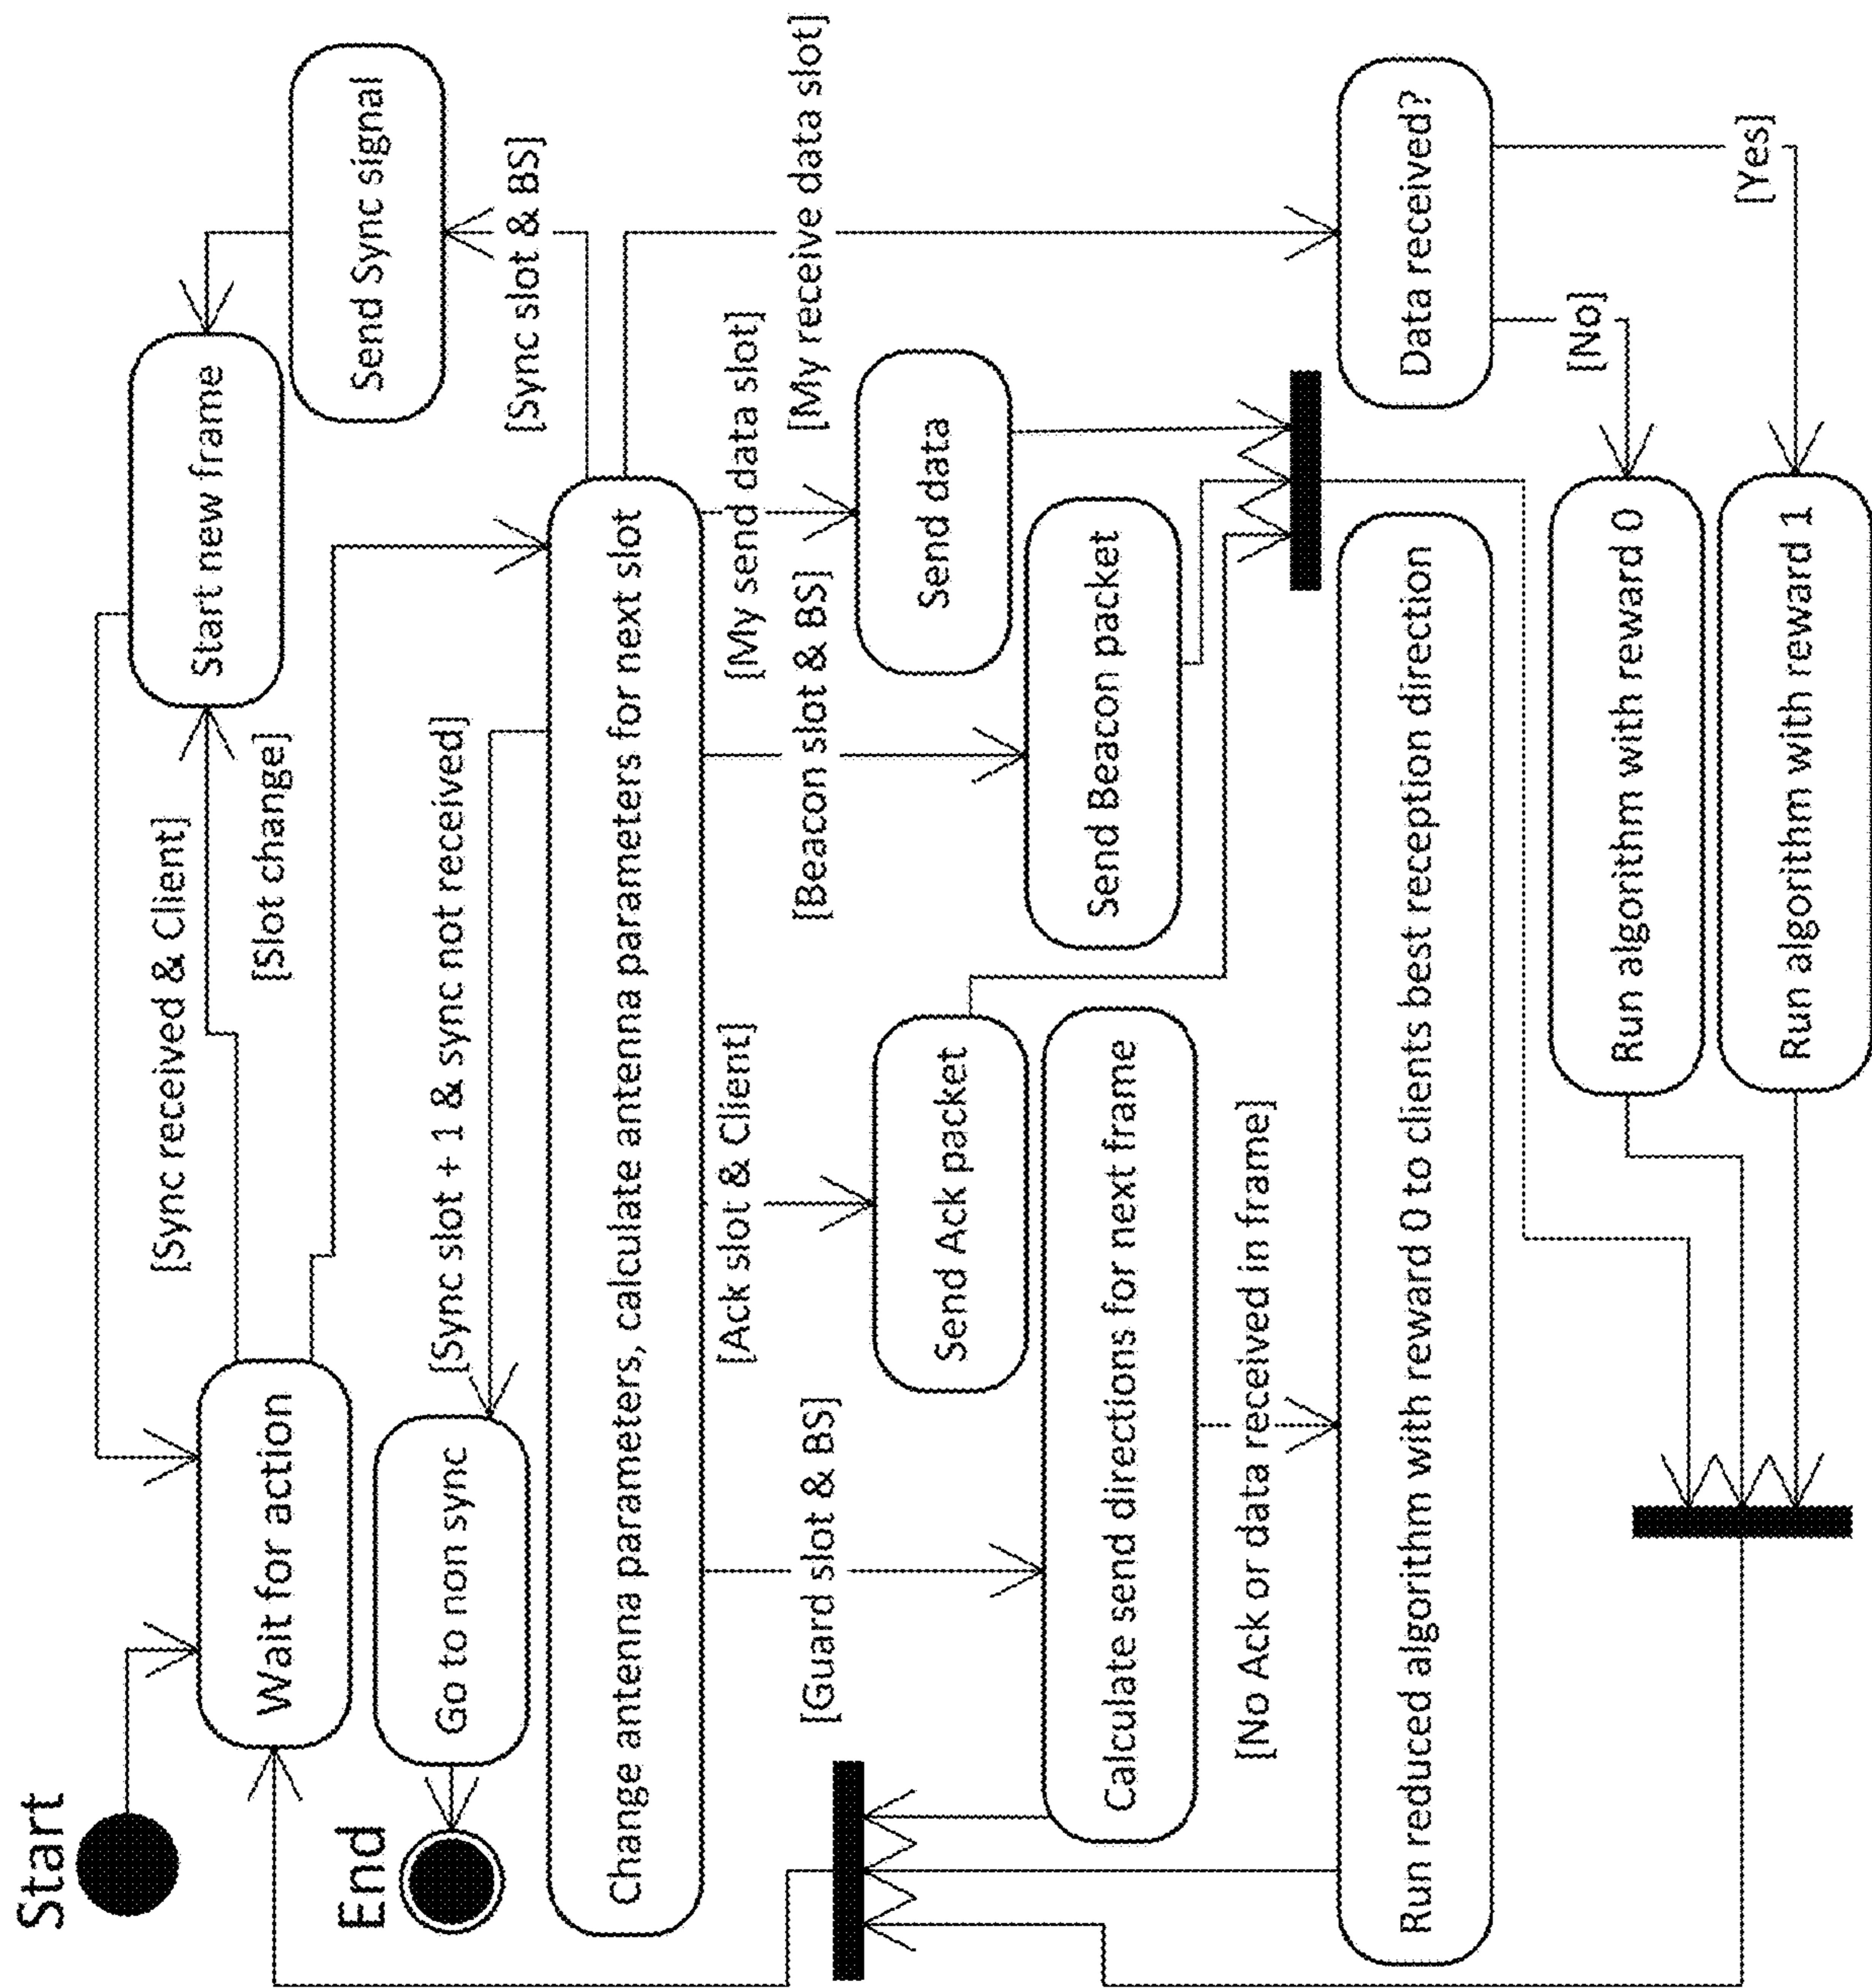 Start
Wait for action
[Sync received & Client]
Start new frame
[Slot change]
Send Sync signal
End
Go to non sync
[Sync slot + 1 & sync not received]
[Sync slot & BS]
Change antenna parameters, calculate antenna parameters for next slot
[Guard slot & BS]
[Ack slot & Client]
[Beacon slot & BS]
[My send data slot]
[My receive data slot]
Send Ack packet
Send data
Calculate send directions for next frame
Send Beacon packet
[No Ack or data received in frame]
Run reduced algorithm with reward 0 to clients best reception direction
Data received?
[No]
Run algorithm with reward 0
[Yes]
Run algorithm with reward 1